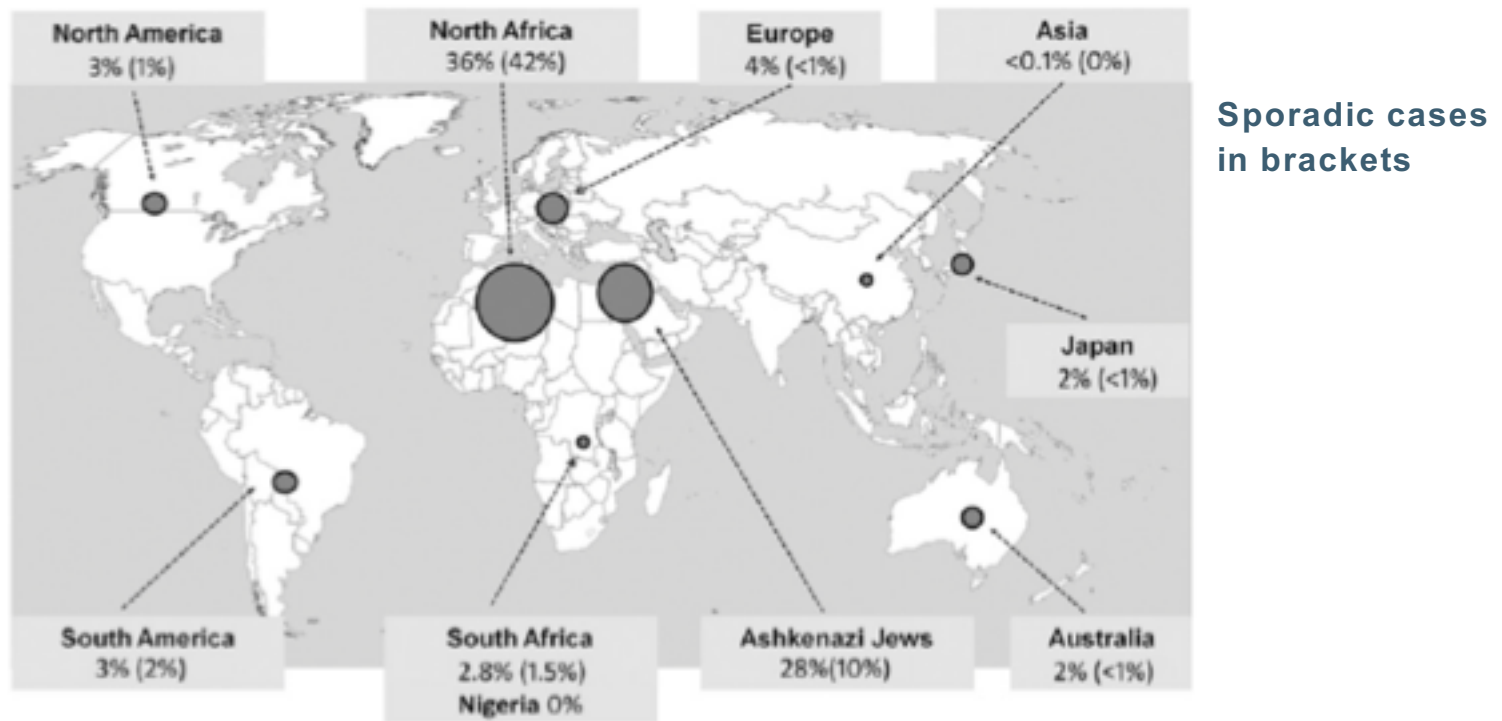 North America
3% (1%)
North Africa
36% (42%)
Europe
4% (<1%)
Asia
<0.1% (0%)
Sporadic cases
in brackets
Japan
2% (<1%)
South America
3% (2%)
South Africa
2.8% (1.5%)
Nigeria 0%
Ashkenazi Jews
28%(10%)
Australia
2% (<1%)